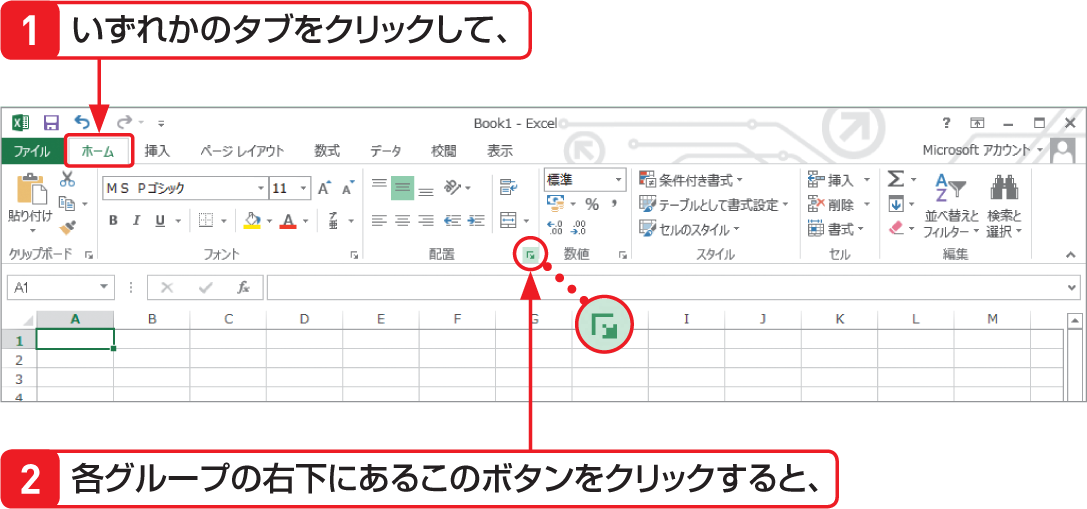 1 いずれかのタブをクリックして、
Book1 - Excel
?
ファイル ホーム 挿入 ページ レイアウト 数式 データ 校閲 表示 Microsoft アカウント
貼り付け
クリップボード
ＭＳ Ｐゴシック 11 A A
B I U A 亜
フォント
配置
標準
% ,
.00 .0 .00
数値
条件付き書式
テーブルとして書式設定
セルのスタイル
スタイル
挿入
削除
書式
セル
Σ
並べ替えと
フィルター
検索と
選択
編集
A1 fx
A B C D E F G I J K L M
1
2
3
4
2 各グループの右下にあるこのボタンをクリックすると、